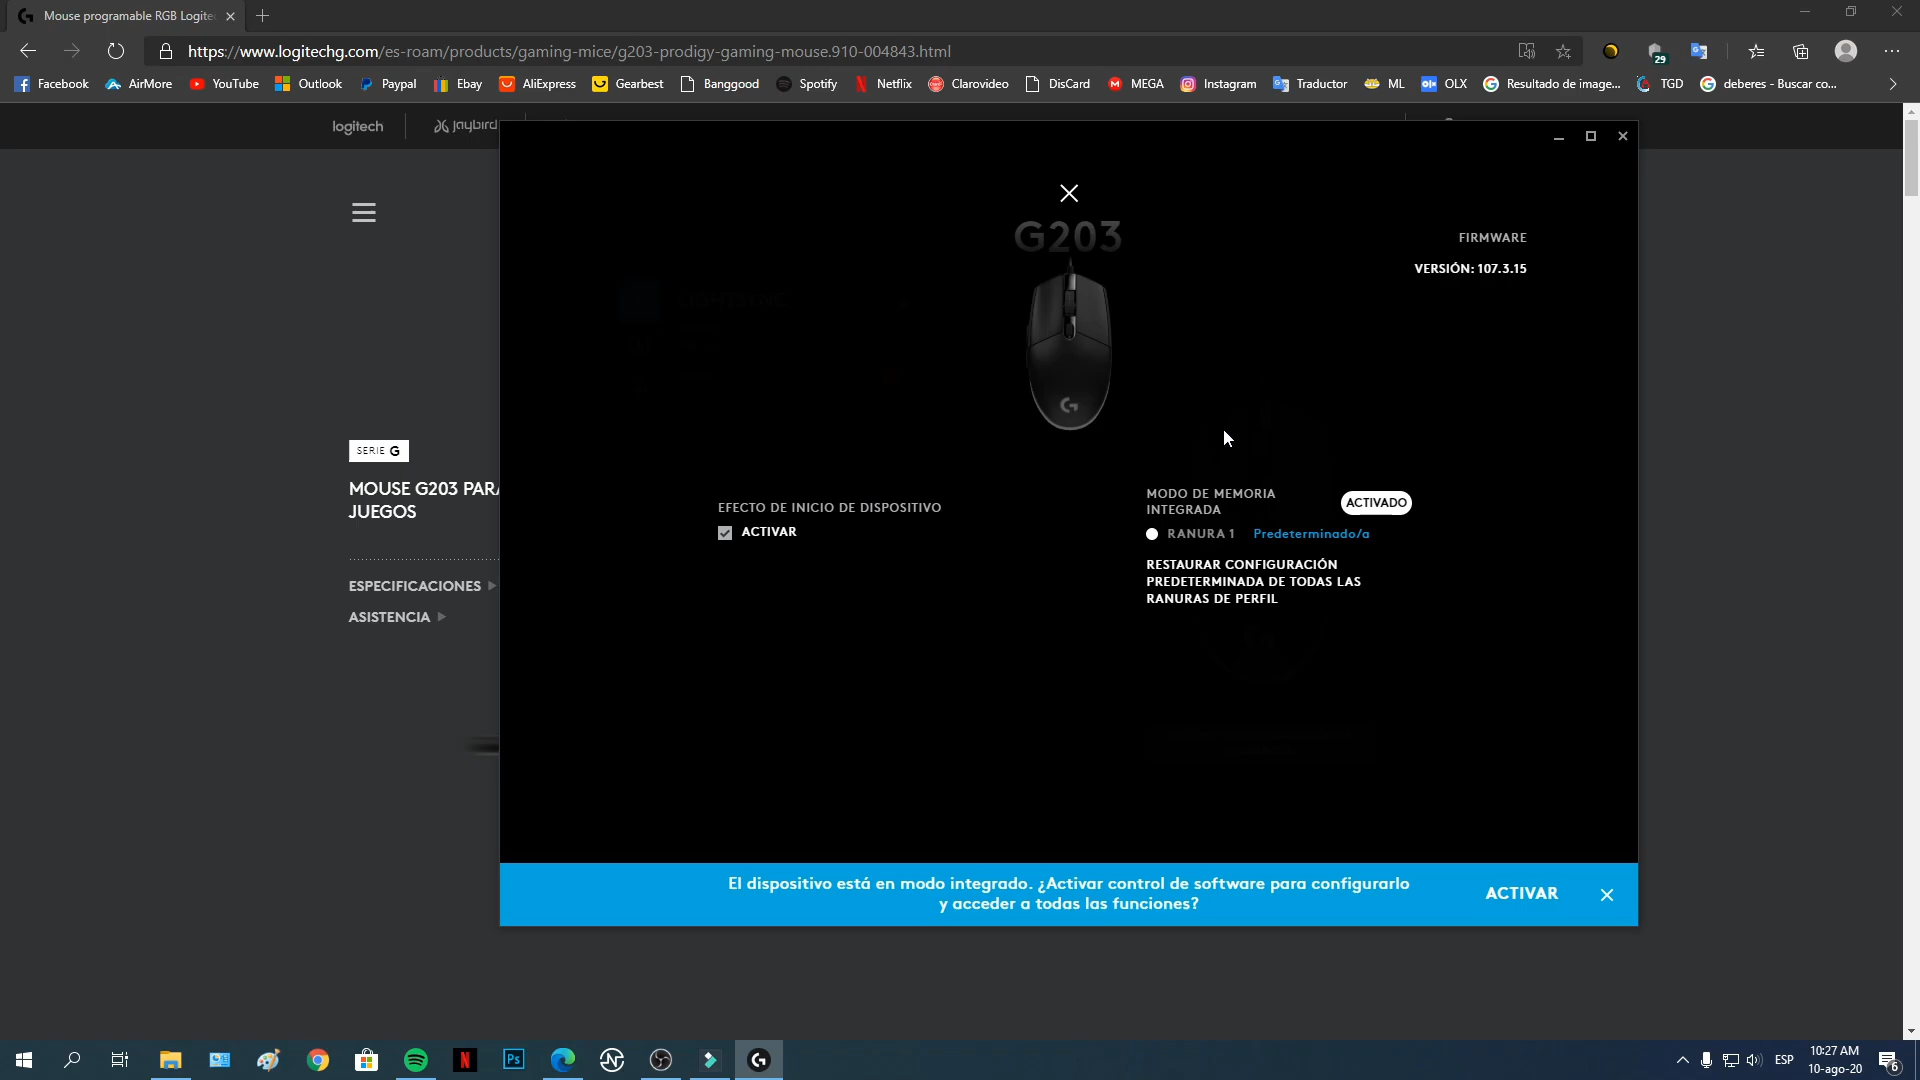 Mouse programable RGB Logite
https://www.logitechg.com/es-roam/products/gaming-mice/g203-prodigy-gaming-mouse.910-004843.html
29
Facebook
AirMore
YouTube
Outlook
Paypal
Ebay
AliExpress
Gearbest
Banggood
Spotify
Netflix
Clarovideo
DisCard
MEGA
Instagram
Traductor
ML
OLX
Resultado de image...
TGD
deberes - Buscar co...
logitech
jaybird
G203
FIRMWARE
VERSIÓN: 107.3.15
SERIE G
MOUSE G203 PARA
JUEGOS
ESPECIFICACIONES
ASISTENCIA
EFECTO DE INICIO DE DISPOSITIVO
ACTIVAR
MODO DE MEMORIA
INTEGRADA
ACTIVADO
RANURA 1 Predeterminado/a
RESTAURAR CONFIGURACIÓN
PREDETERMINADA DE TODAS LAS
RANURAS DE PERFIL
El dispositivo está en modo integrado. ¿Activar control de software para configurarlo
y acceder a todas las funciones?
ACTIVAR
Ps
ESP
10:27 AM
10-ago-20
6